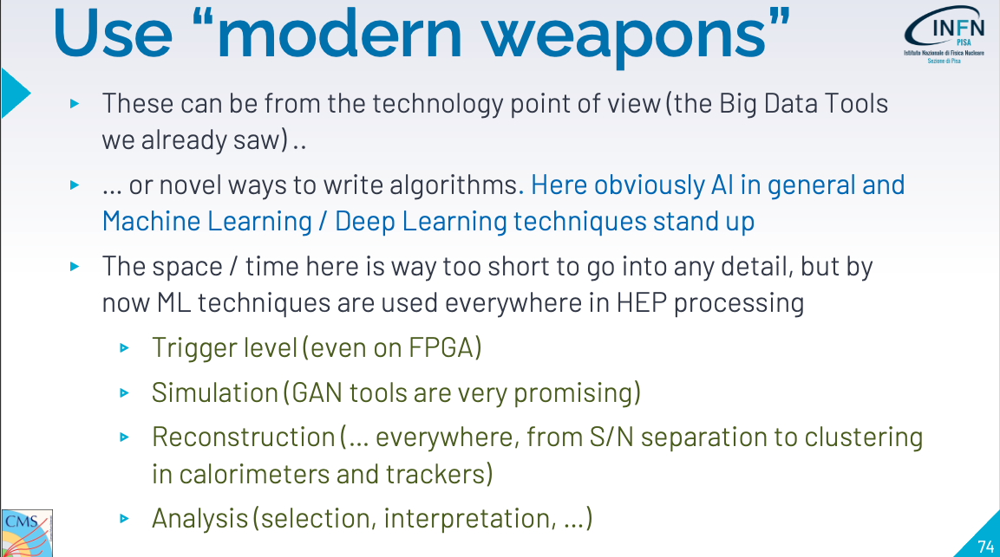 Use “modern weapons”
INFN
PISA
Istituto Nazionale di Fisica Nucleare
Sezione di Pisa
These can be from the technology point of view (the Big Data Tools
we already saw) ..
... or novel ways to write algorithms. Here obviously AI in general and
Machine Learning / Deep Learning techniques stand up
The space / time here is way too short to go into any detail, but by
now ML techniques are used everywhere in HEP processing
Trigger level (even on FPGA)
Simulation (GAN tools are very promising)
Reconstruction (... everywhere, from S/N separation to clustering
in calorimeters and trackers)
Analysis (selection, interpretation, ...)
CMS
74